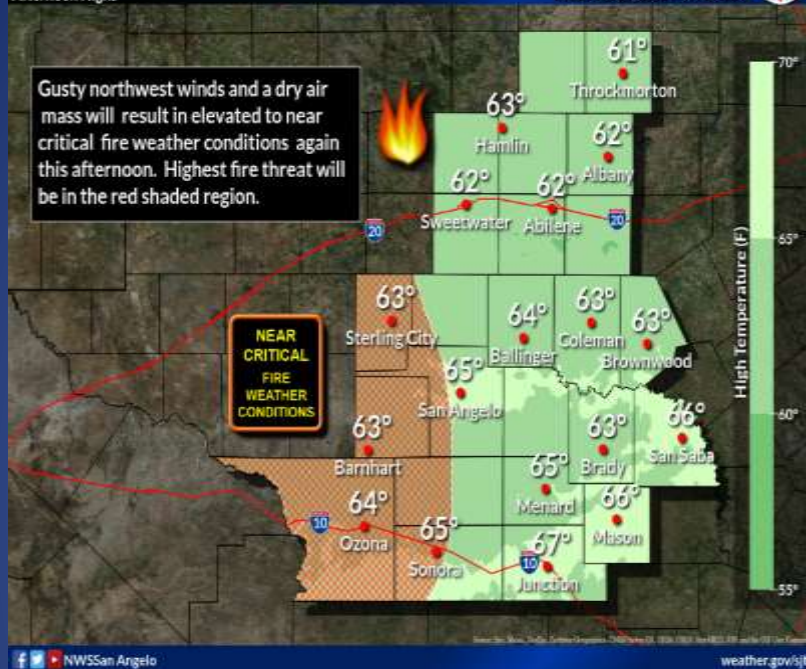 Gusty northwest winds and a dry air
mass will result in elevated to near
critical fire weather conditions again
this afternoon. Highest fire threat will
be in the red shaded region.
61°
Throckmorton
63°
Hamlin
62°
Albany
62°
Sweetwater
62°
Abilene
20
20
63°
Sterling City
64°
Ballinger
63°
Coleman
63°
Brownwood
NEAR
CRITICAL
FIRE
WEATHER
CONDITIONS
65°
San Angelo
63°
Barnhart
63°
Brady
66°
San Saba
65°
Menard
66°
Mason
64°
Ozona
10
65°
Sonora
10
67°
Junction
High Temperature (F)
70°
65°
60°
55°
NWSSan Angelo
weather.gov/sjt